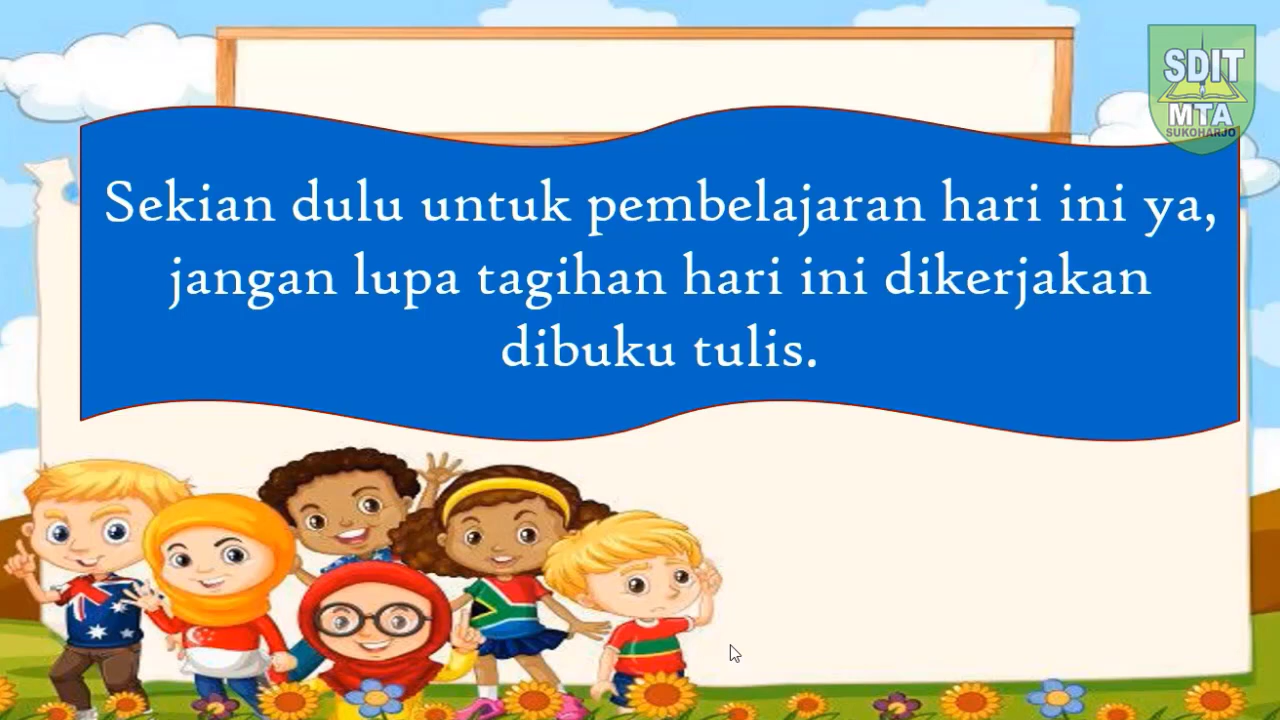 SDIT
MTA
SUKOHARJO
Sekian dulu untuk pembelajaran hari ini ya,
jangan lupa tagihan hari ini dikerjakan
dibuku tulis.